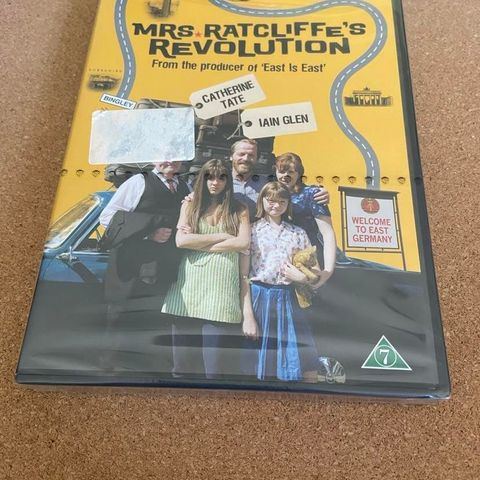 MRS RATCLIFFE'S
REVOLUTION
From the producer of 'East Is East'
CATHERINE
TATE
IAIN GLEN
BINGLEY
WELCOME
TO EAST
GERMANY
7